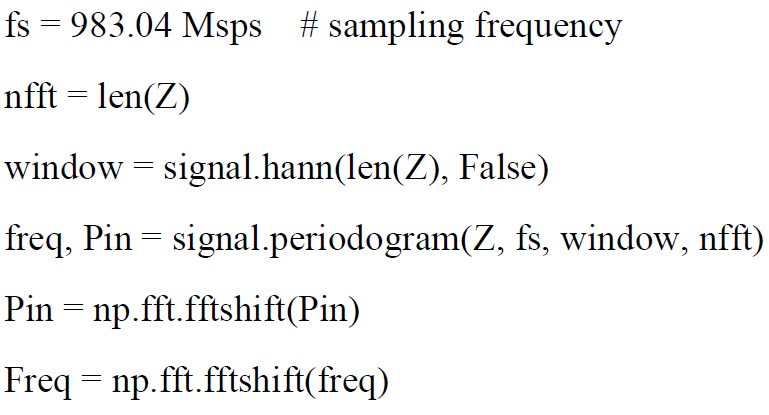 fs = 983.04 Msps # sampling frequency
nfft = len(Z)
window = signal.hann(len(Z), False)
freq, Pin = signal.periodogram(Z, fs, window, nfft)
Pin = np.fft.fftshift(Pin)
Freq = np.fft.fftshift(freq)